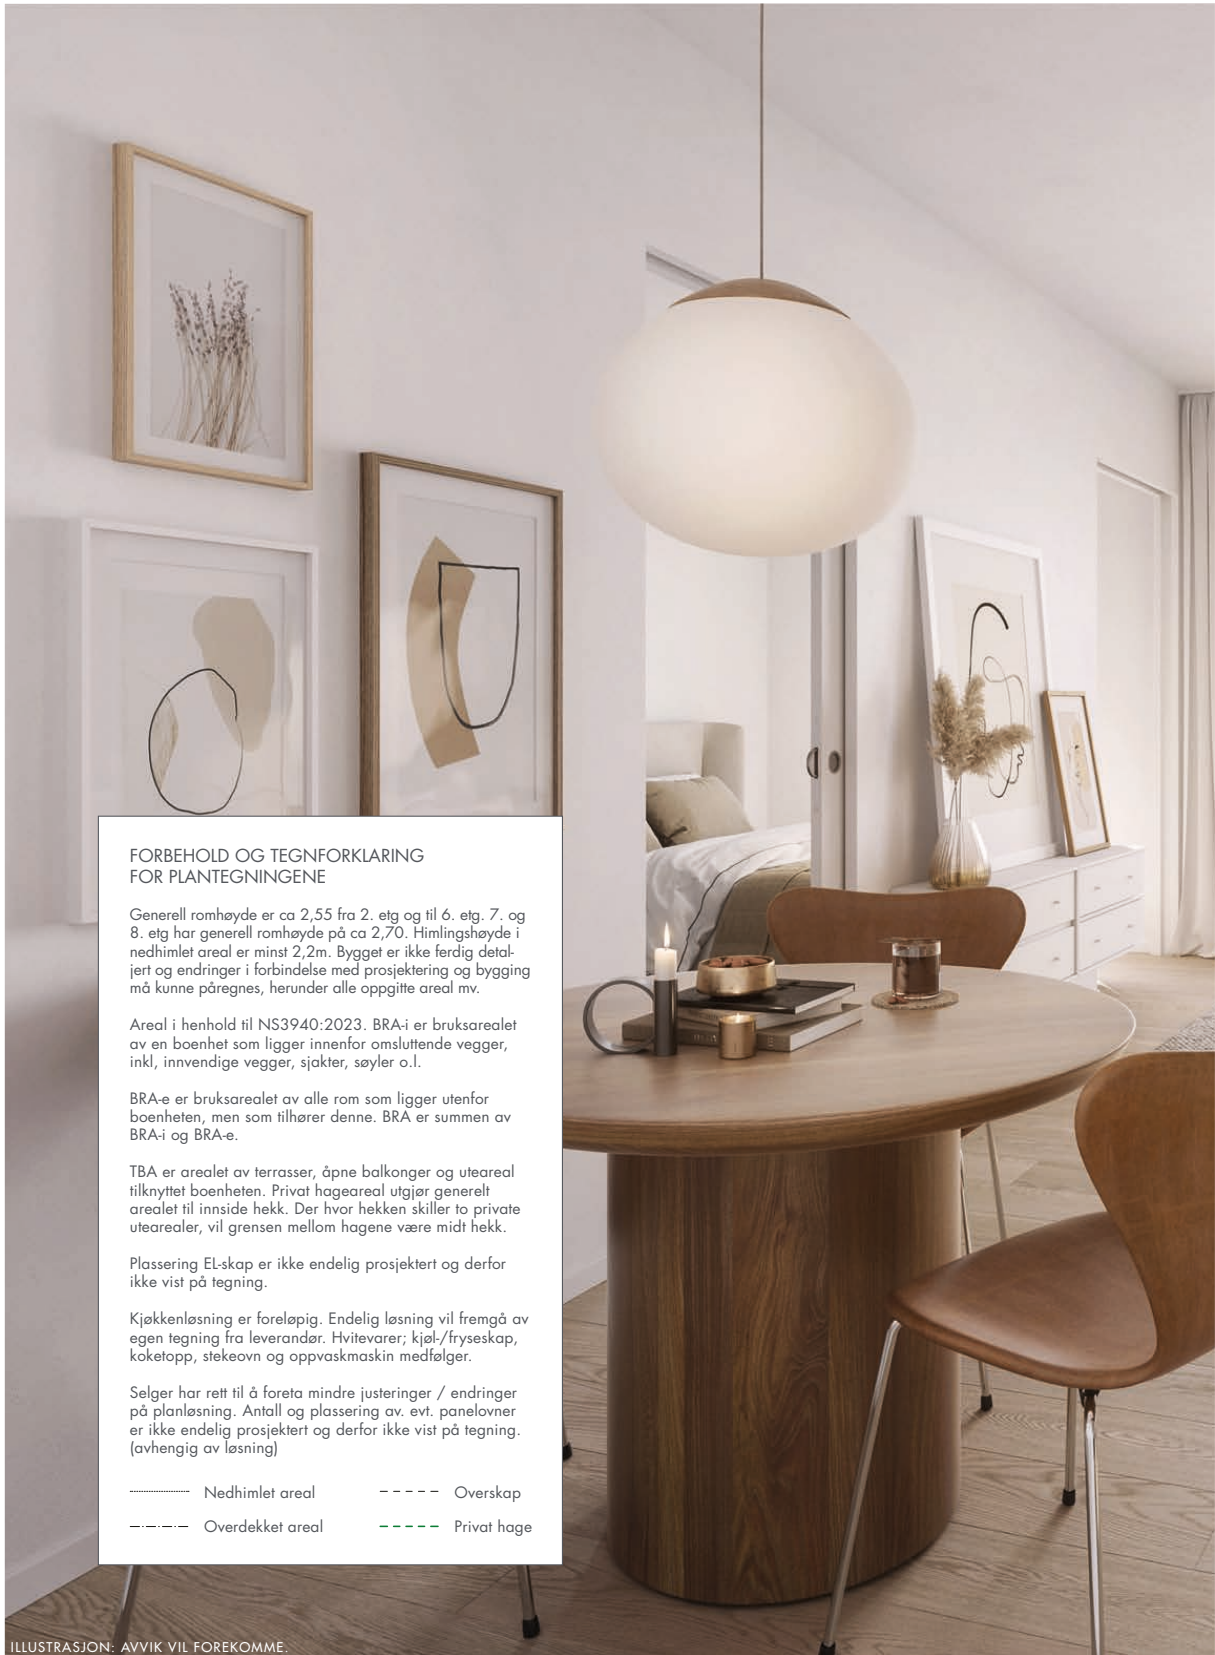 FORBEHOLD OG TEGNFORKLARING
FOR PLANTEGNINGENE
Generell romhøyde er ca 2,55 fra 2. etg og til 6. etg. 7. og
8. etg har generell romhøyde på ca 2,70. Himlingshøyde i
nedhimlet areal er minst 2,2m. Bygget er ikke ferdig detal-
jert og endringer i forbindelse med prosjektering og bygging
må kunne påregnes, herunder alle oppgitte areal mv.
Areal i henhold til NS3940:2023. BRA-i er bruksarealet
av en boenhet som ligger innenfor omsluttende vegger,
inkl, innvendige vegger, sjakter, søyler o.l.
BRA-e er bruksarealet av alle rom som ligger utenfor
boenheten, men som tilhører denne. BRA er summen av
BRA-i og BRA-e.
TBA er arealet av terrasser, åpne balkonger og uteareal
tilknyttet boenheten. Privat hageareal utgjør generelt
arealet til innside hekk. Der hvor hekken skiller to private
utearealer, vil grensen mellom hagene være midt hekk.
Plassering EL-skap er ikke endelig prosjektert og derfor
ikke vist på tegning.
Kjøkkenløsning er foreløpig. Endelig løsning vil fremgå av
egen tegning fra leverandør. Hvitevarer; kjøl-/fryseskap,
koketopp, stekeovn og oppvaskmaskin medfølger.
Selger har rett til å foreta mindre justeringer / endringer
på planløsning. Antall og plassering av. evt. panelovner
er ikke endelig prosjektert og derfor ikke vist på tegning.
(avhengig av løsning)
Nedhimlet areal
Overskap
Overdekket areal
Privat hage
ILLUSTRASJON: AVVIK VIL FOREKOMME.